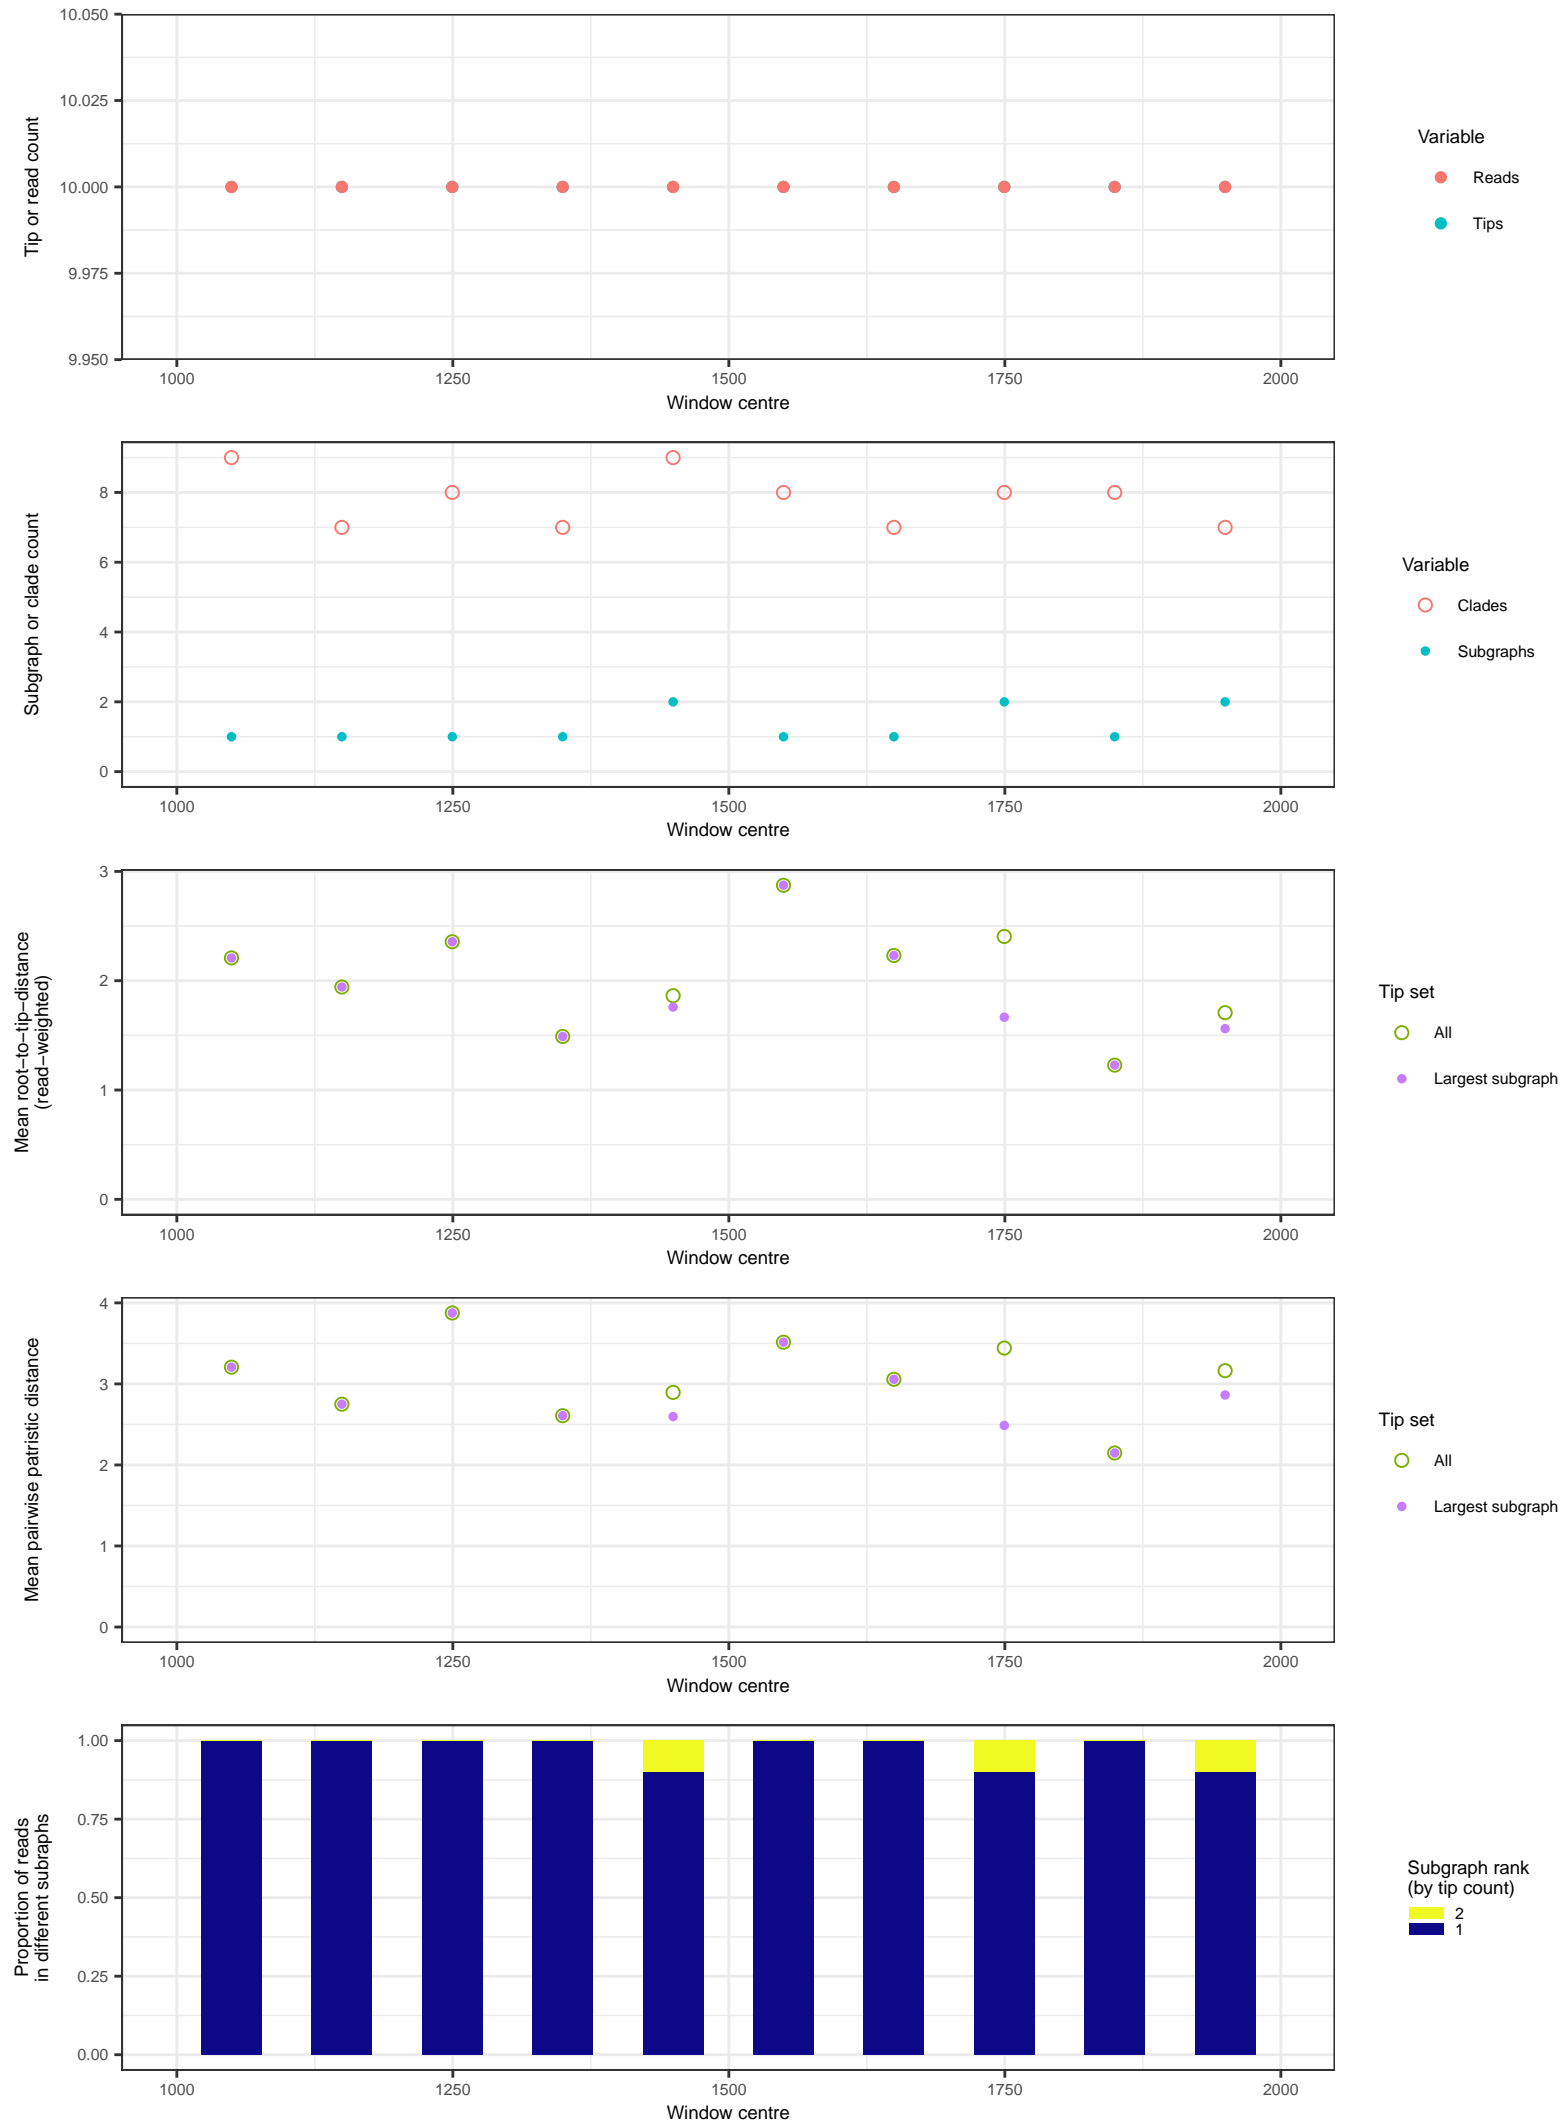 10.050
10.025
10.000
9.975
9.950
Tip or read count
1000
1250
1500
1750
2000
Window centre
Variable
Reads
Tips
8
6
4
2
0
Subgraph or clade count
1000
1250
1500
1750
2000
Window centre
Variable
Clades
Subgraphs
3
2
1
0
Mean root−to−tip−distance
(read−weighted)
1000
1250
1500
1750
2000
Window centre
Tip set
All
Largest subgraph
4
3
2
1
0
Mean pairwise patristic distance
1000
1250
1500
1750
2000
Window centre
Tip set
All
Largest subgraph
1.00
0.75
0.50
0.25
0.00
Proportion of reads
in different subraphs
1000
1250
1500
1750
2000
Window centre
Subgraph rank
(by tip count)
2
1